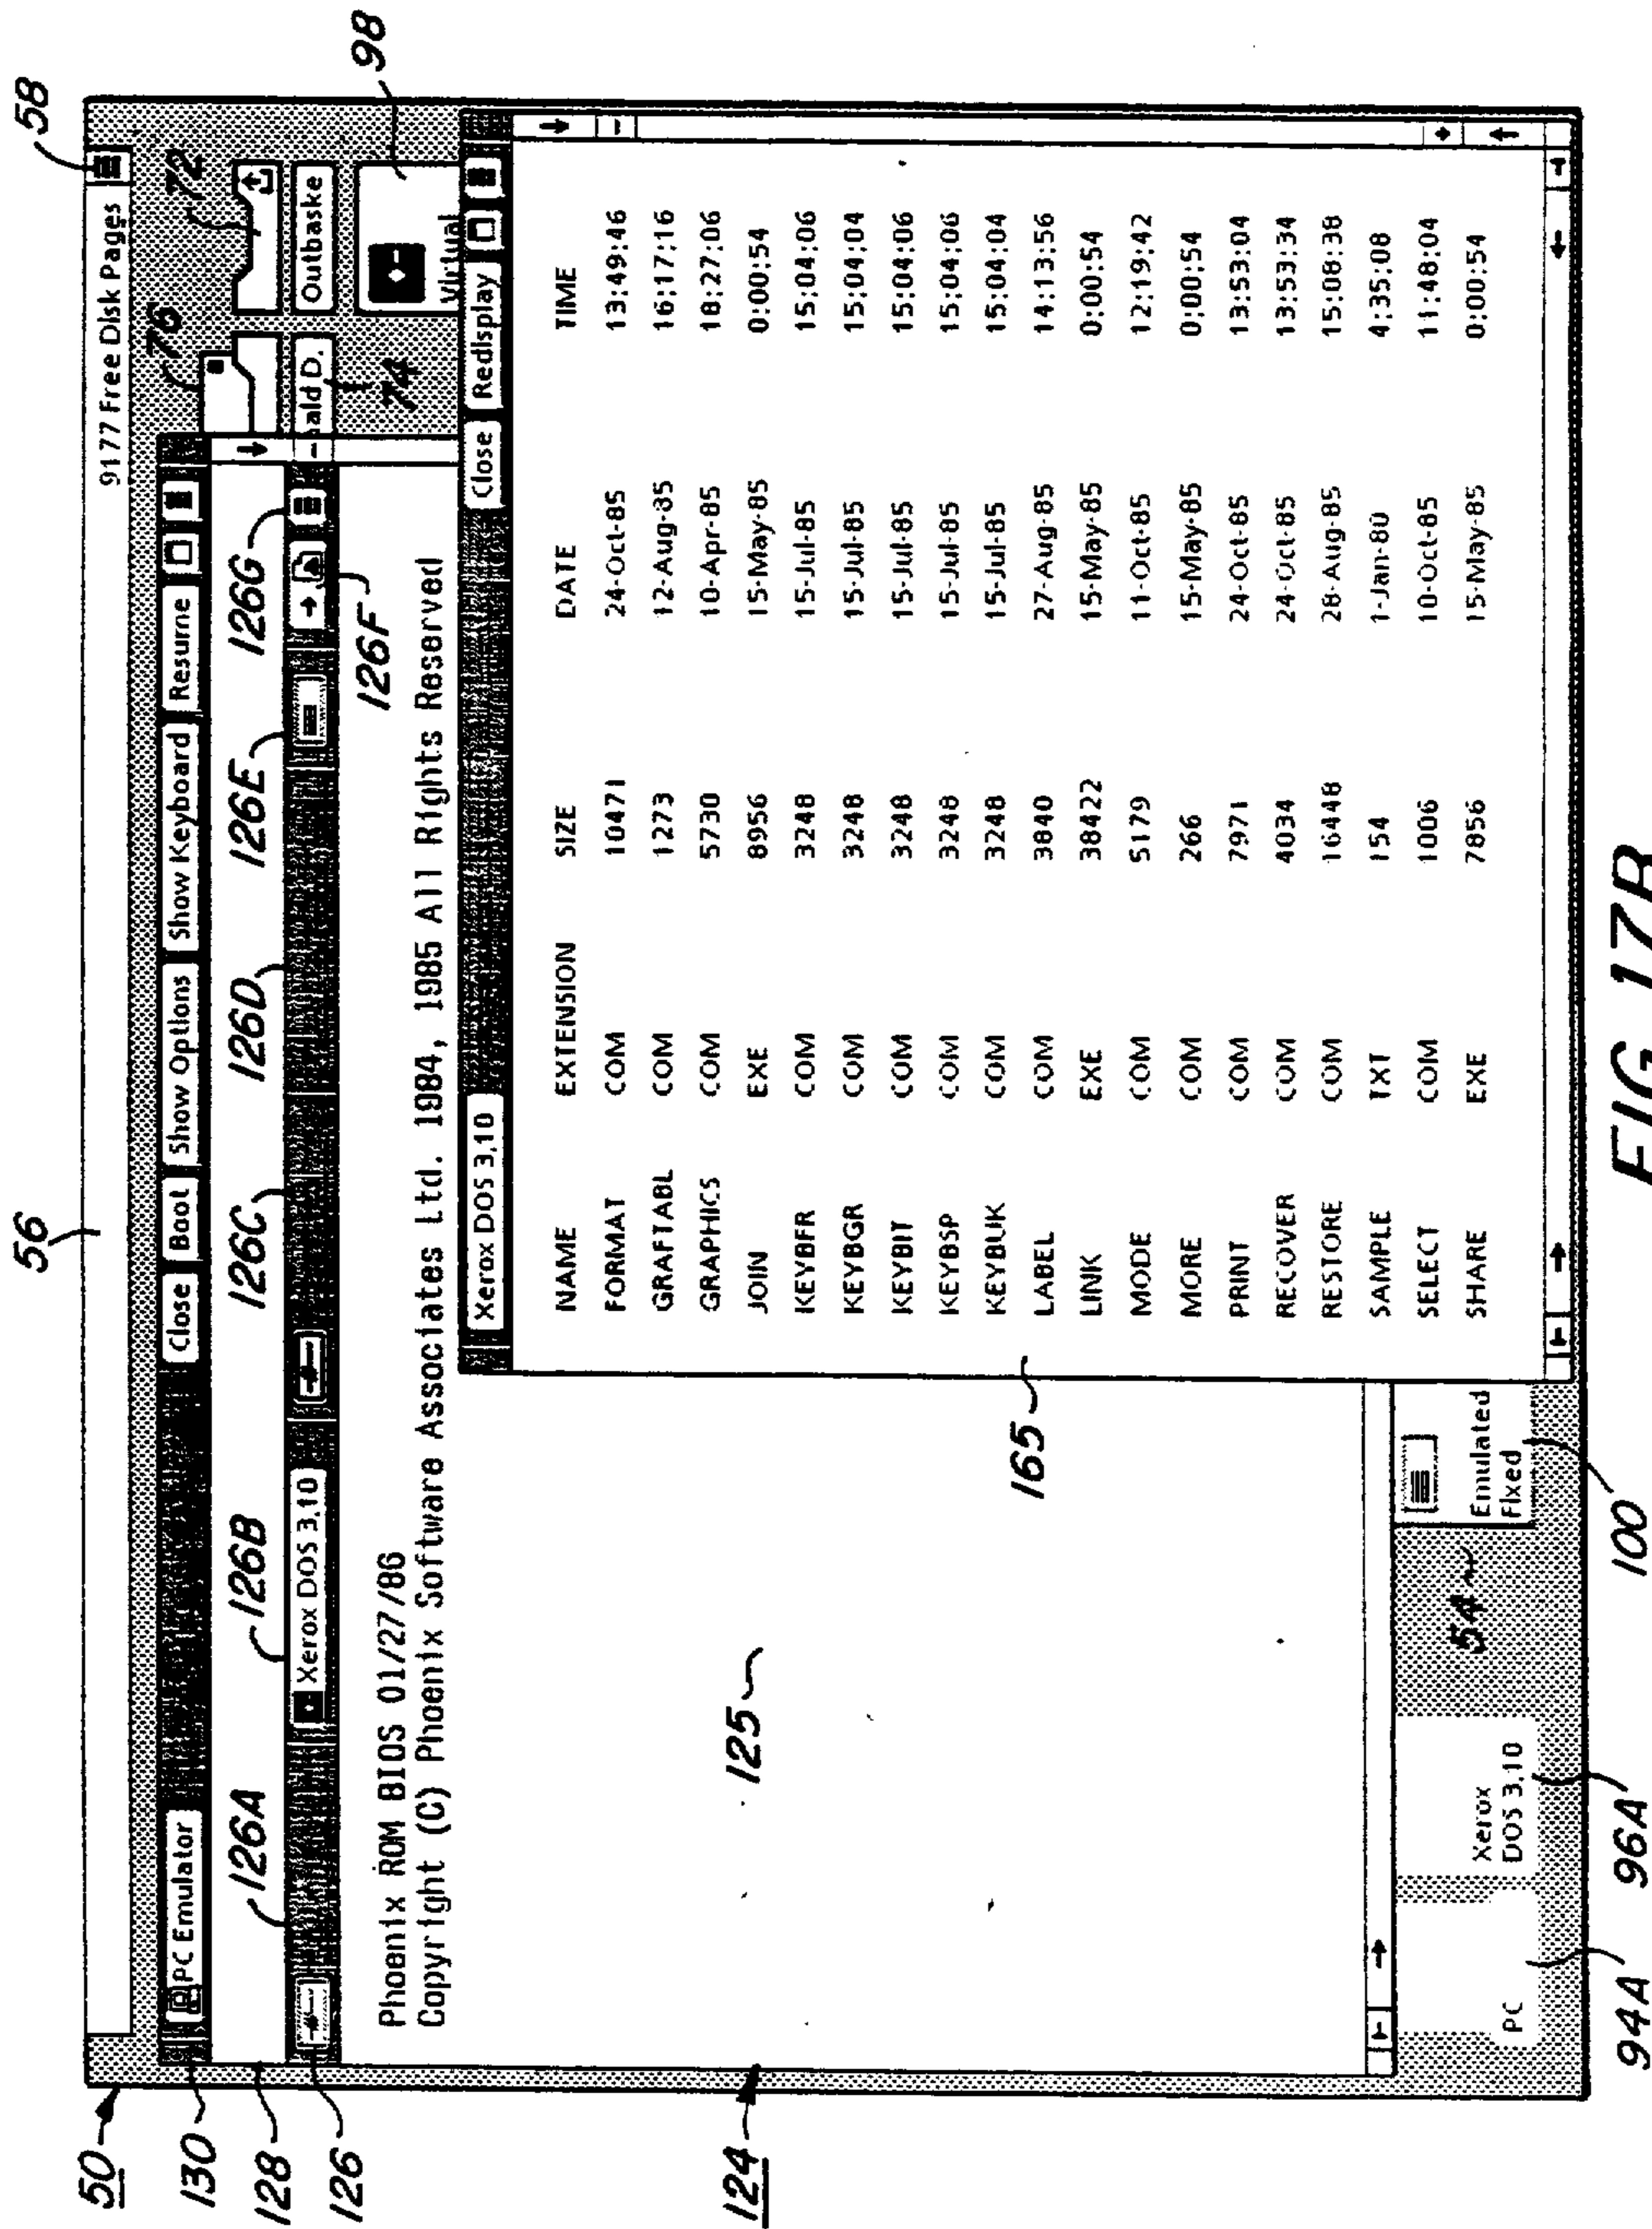 56
58
50
9177 Free Disk Pages
130
PC Emulator Close Boot Show Options Show Keyboard Resume
76
72
128
126A 126B 126C 126D 126E 126G
126
Xerox DOS 3.10
ald D.
Outbaske
126F
74
98
Virtual
Phoenix ROM BIOS 01/27/86
Copyright (C) Phoenix Software Associates Ltd. 1984, 1985 All Rights Reserved
Xerox DOS 3.10 Close Redisplay
NAME EXTENSION SIZE DATE TIME
FORMAT COM 10471 24-Oct-85 13:49:46
GRAFTABL COM 1273 12-Aug-85 16:17:16
GRAPHICS COM 5730 10-Apr-85 18:27:06
JOIN EXE 8956 15-May-85 0:00:54
KEYBFR COM 3248 15-Jul-85 15:04:06
KEYBGR COM 3248 15-Jul-85 15:04:04
KEYBIT COM 3248 15-Jul-85 15:04:06
KEYBSP COM 3248 15-Jul-85 15:04:06
KEYBUK COM 3248 15-Jul-85 15:04:04
LABEL COM 3840 27-Aug-85 14:13:56
LINK EXE 38422 15-May-85 0:00:54
MODE COM 5179 11-Oct-85 12:19:42
MORE COM 266 15-May-85 0:00:54
PRINT COM 7971 24-Oct-85 13:53:04
RECOVER COM 4034 24-Oct-85 13:53:34
RESTORE COM 16448 28-Aug-85 15:08:38
SAMPLE TXT 154 1-Jan-80 4:35:08
SELECT COM 1006 10-Oct-85 11:48:04
SHARE EXE 7856 15-May-85 0:00:54
124
125
165
PC
Xerox
DOS 3.10
54
Emulated
Fixed
94A
96A
100
FIG. 17B